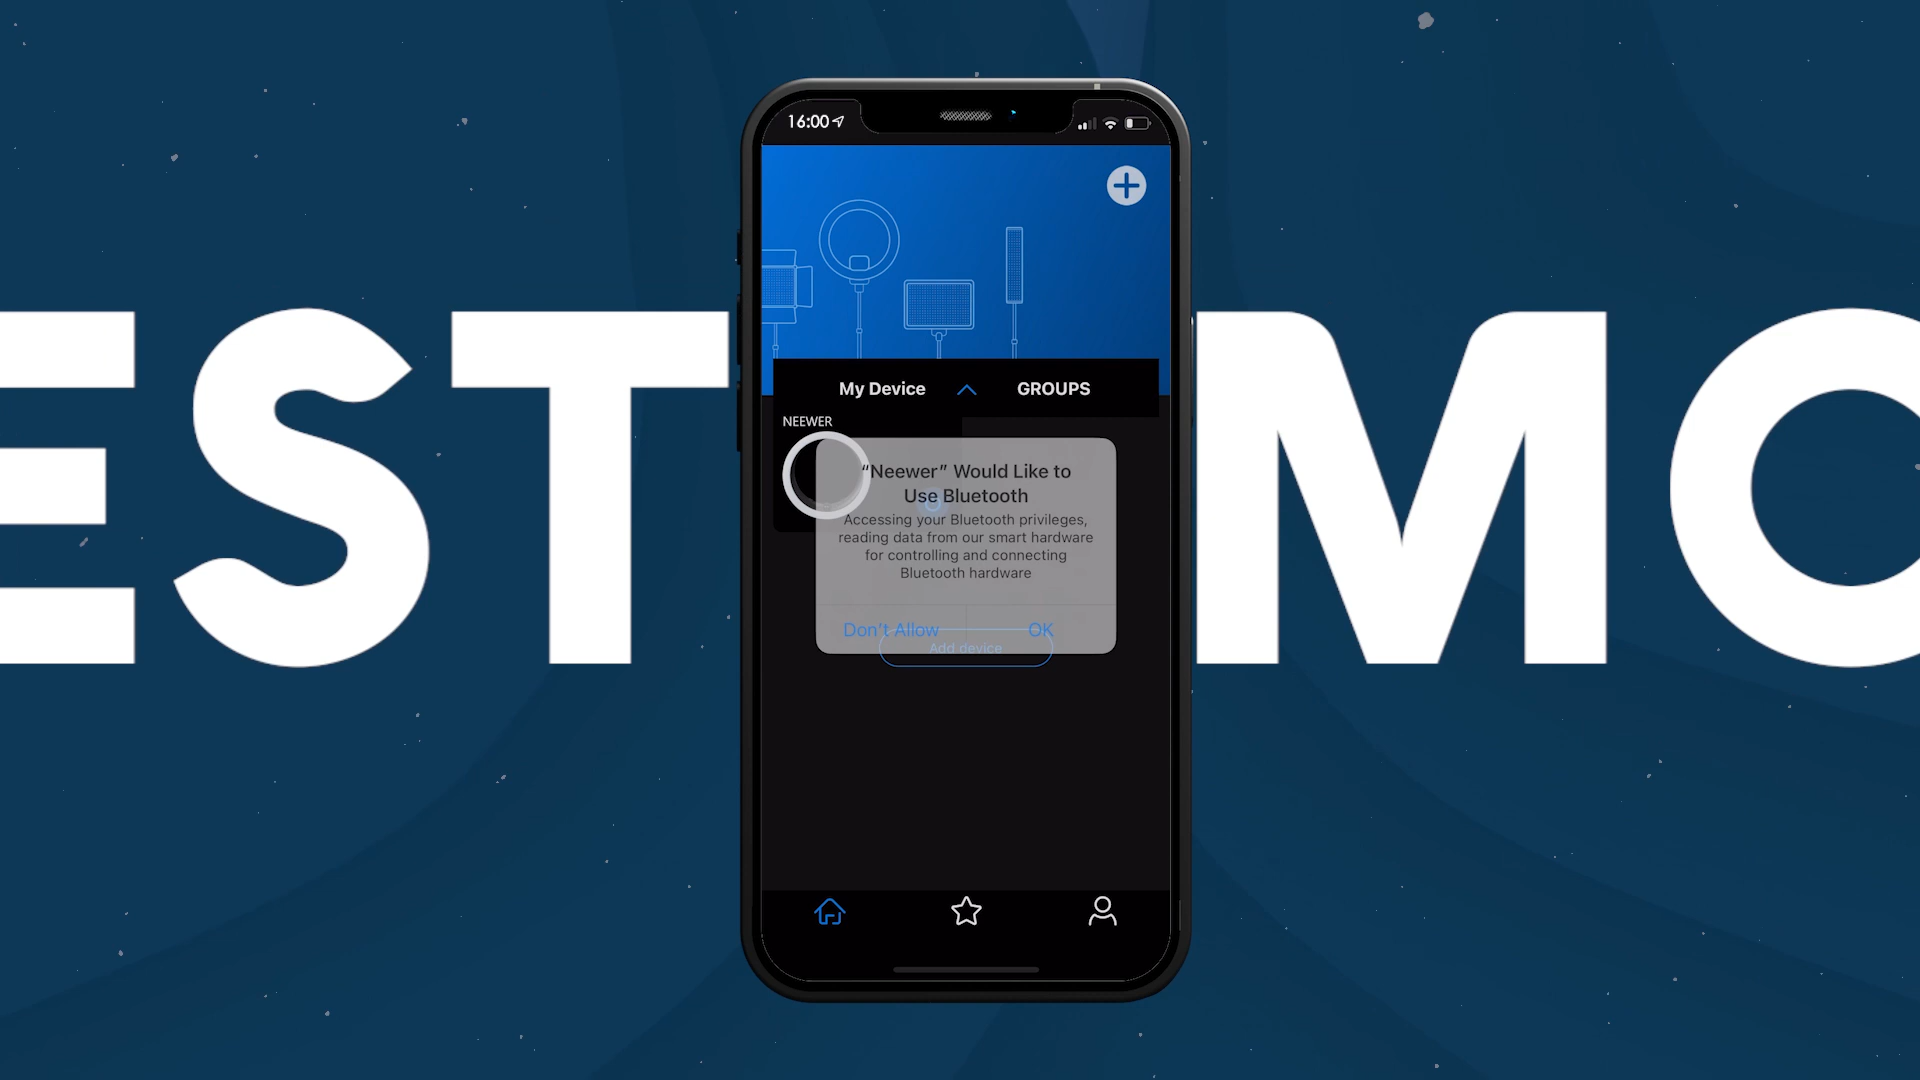 EST MO
16:00
My Device
GROUPS
NEEWER
“Neewer” Would Like to
Use Bluetooth
Accessing your Bluetooth privileges,
reading data from our smart hardware
for controlling and connecting
Bluetooth hardware
Don’t Allow
OK
Add device